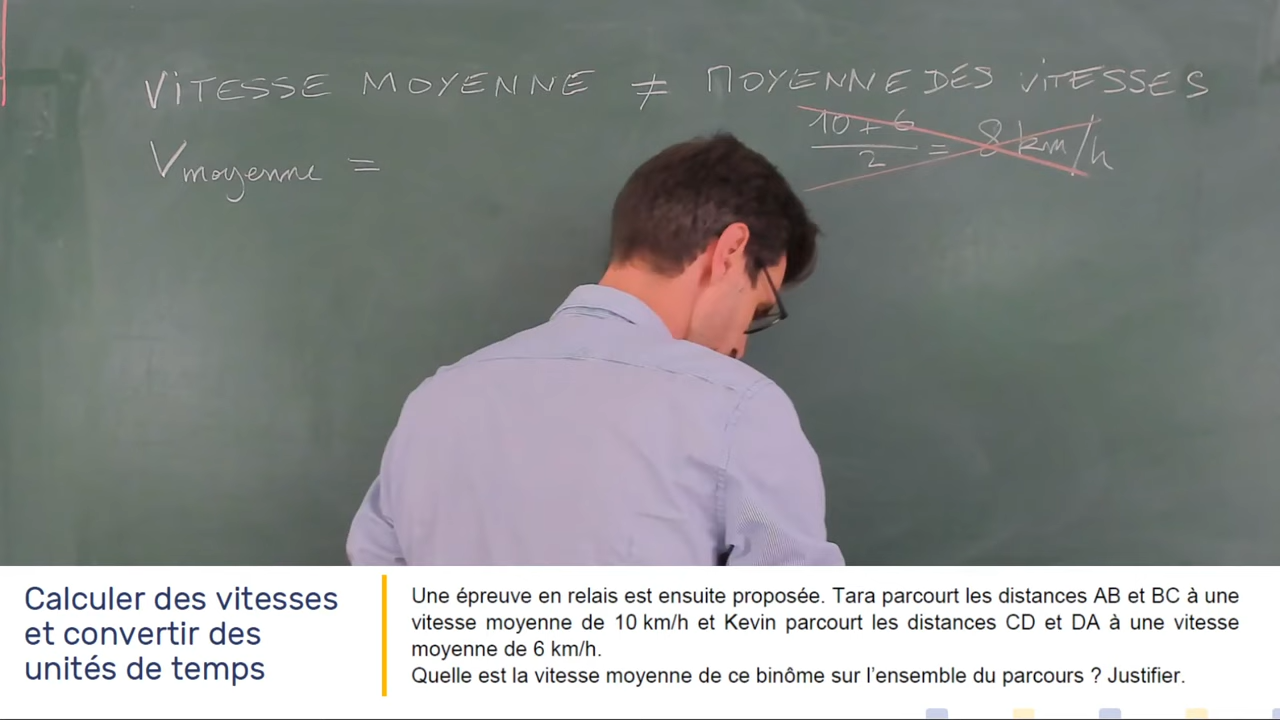 VITESSE MOYENNE ≠ MOYENNE DES VITESSES
Vmoyenne =
10 + 6
2
= 8 km/h
Calculer des vitesses
et convertir des
unités de temps
Une épreuve en relais est ensuite proposée. Tara parcourt les distances AB et BC à une
vitesse moyenne de 10 km/h et Kevin parcourt les distances CD et DA à une vitesse
moyenne de 6 km/h.
Quelle est la vitesse moyenne de ce binôme sur l’ensemble du parcours ? Justifier.